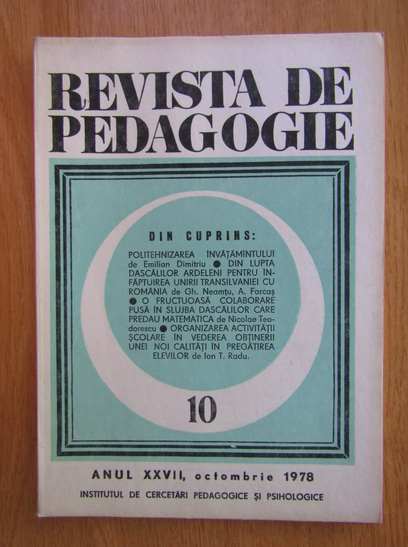 REVISTA DE
PEDAGOGIE
DIN CUPRINS:
POLITEHNIZAREA INVĂȚĂMÎNTULUI
de Emilian Dimitriu ● DIN LUPTA
DASCĂLILOR ARDELENI PENTRU ÎN-
FĂPTUIREA UNIRII TRANSILVANIEI CU
ROMÂNIA de Gh. Neamțu, A. Farcaș
● O FRUCTUOASĂ COLABORARE
PUSĂ ÎN SLUJBA DASCĂLILOR CARE
PREDAU MATEMATICA de Nicolae Teo-
dorescu ● ORGANIZAREA ACTIVITĂȚII
ȘCOLARE ÎN VEDEREA OBȚINERII
UNEI NOI CALITĂȚI ÎN PREGĂTIREA
ELEVILOR de Ion T. Radu.
10
ANUL XXVII, octombrie 1978
INSTITUTUL DE CERCETĂRI PEDAGOGICE ȘI PSIHOLOGICE